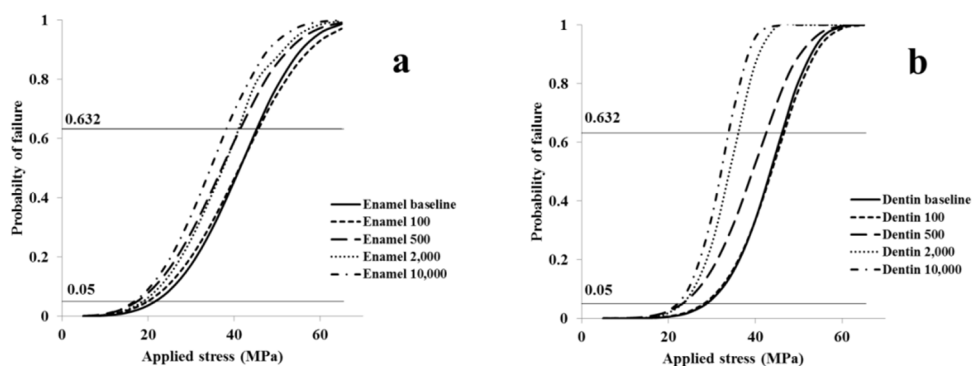 1
a
0.8
0.632
0.6
Probabilty of failure
0.4
Enamel baseline
Enamel 100
Enamel 500
Enamel 2,000
Enamel 10,000
0.2
0.05
0
0 20 40 60
Applied stress (MPa)
1
b
0.8
0.632
0.6
Probability of failure
0.4
Dentin baseline
Dentin 100
Dentin 500
Dentin 2,000
Dentin 10,000
0.2
0.05
0
0 20 40 60
Applied stress (MPa)